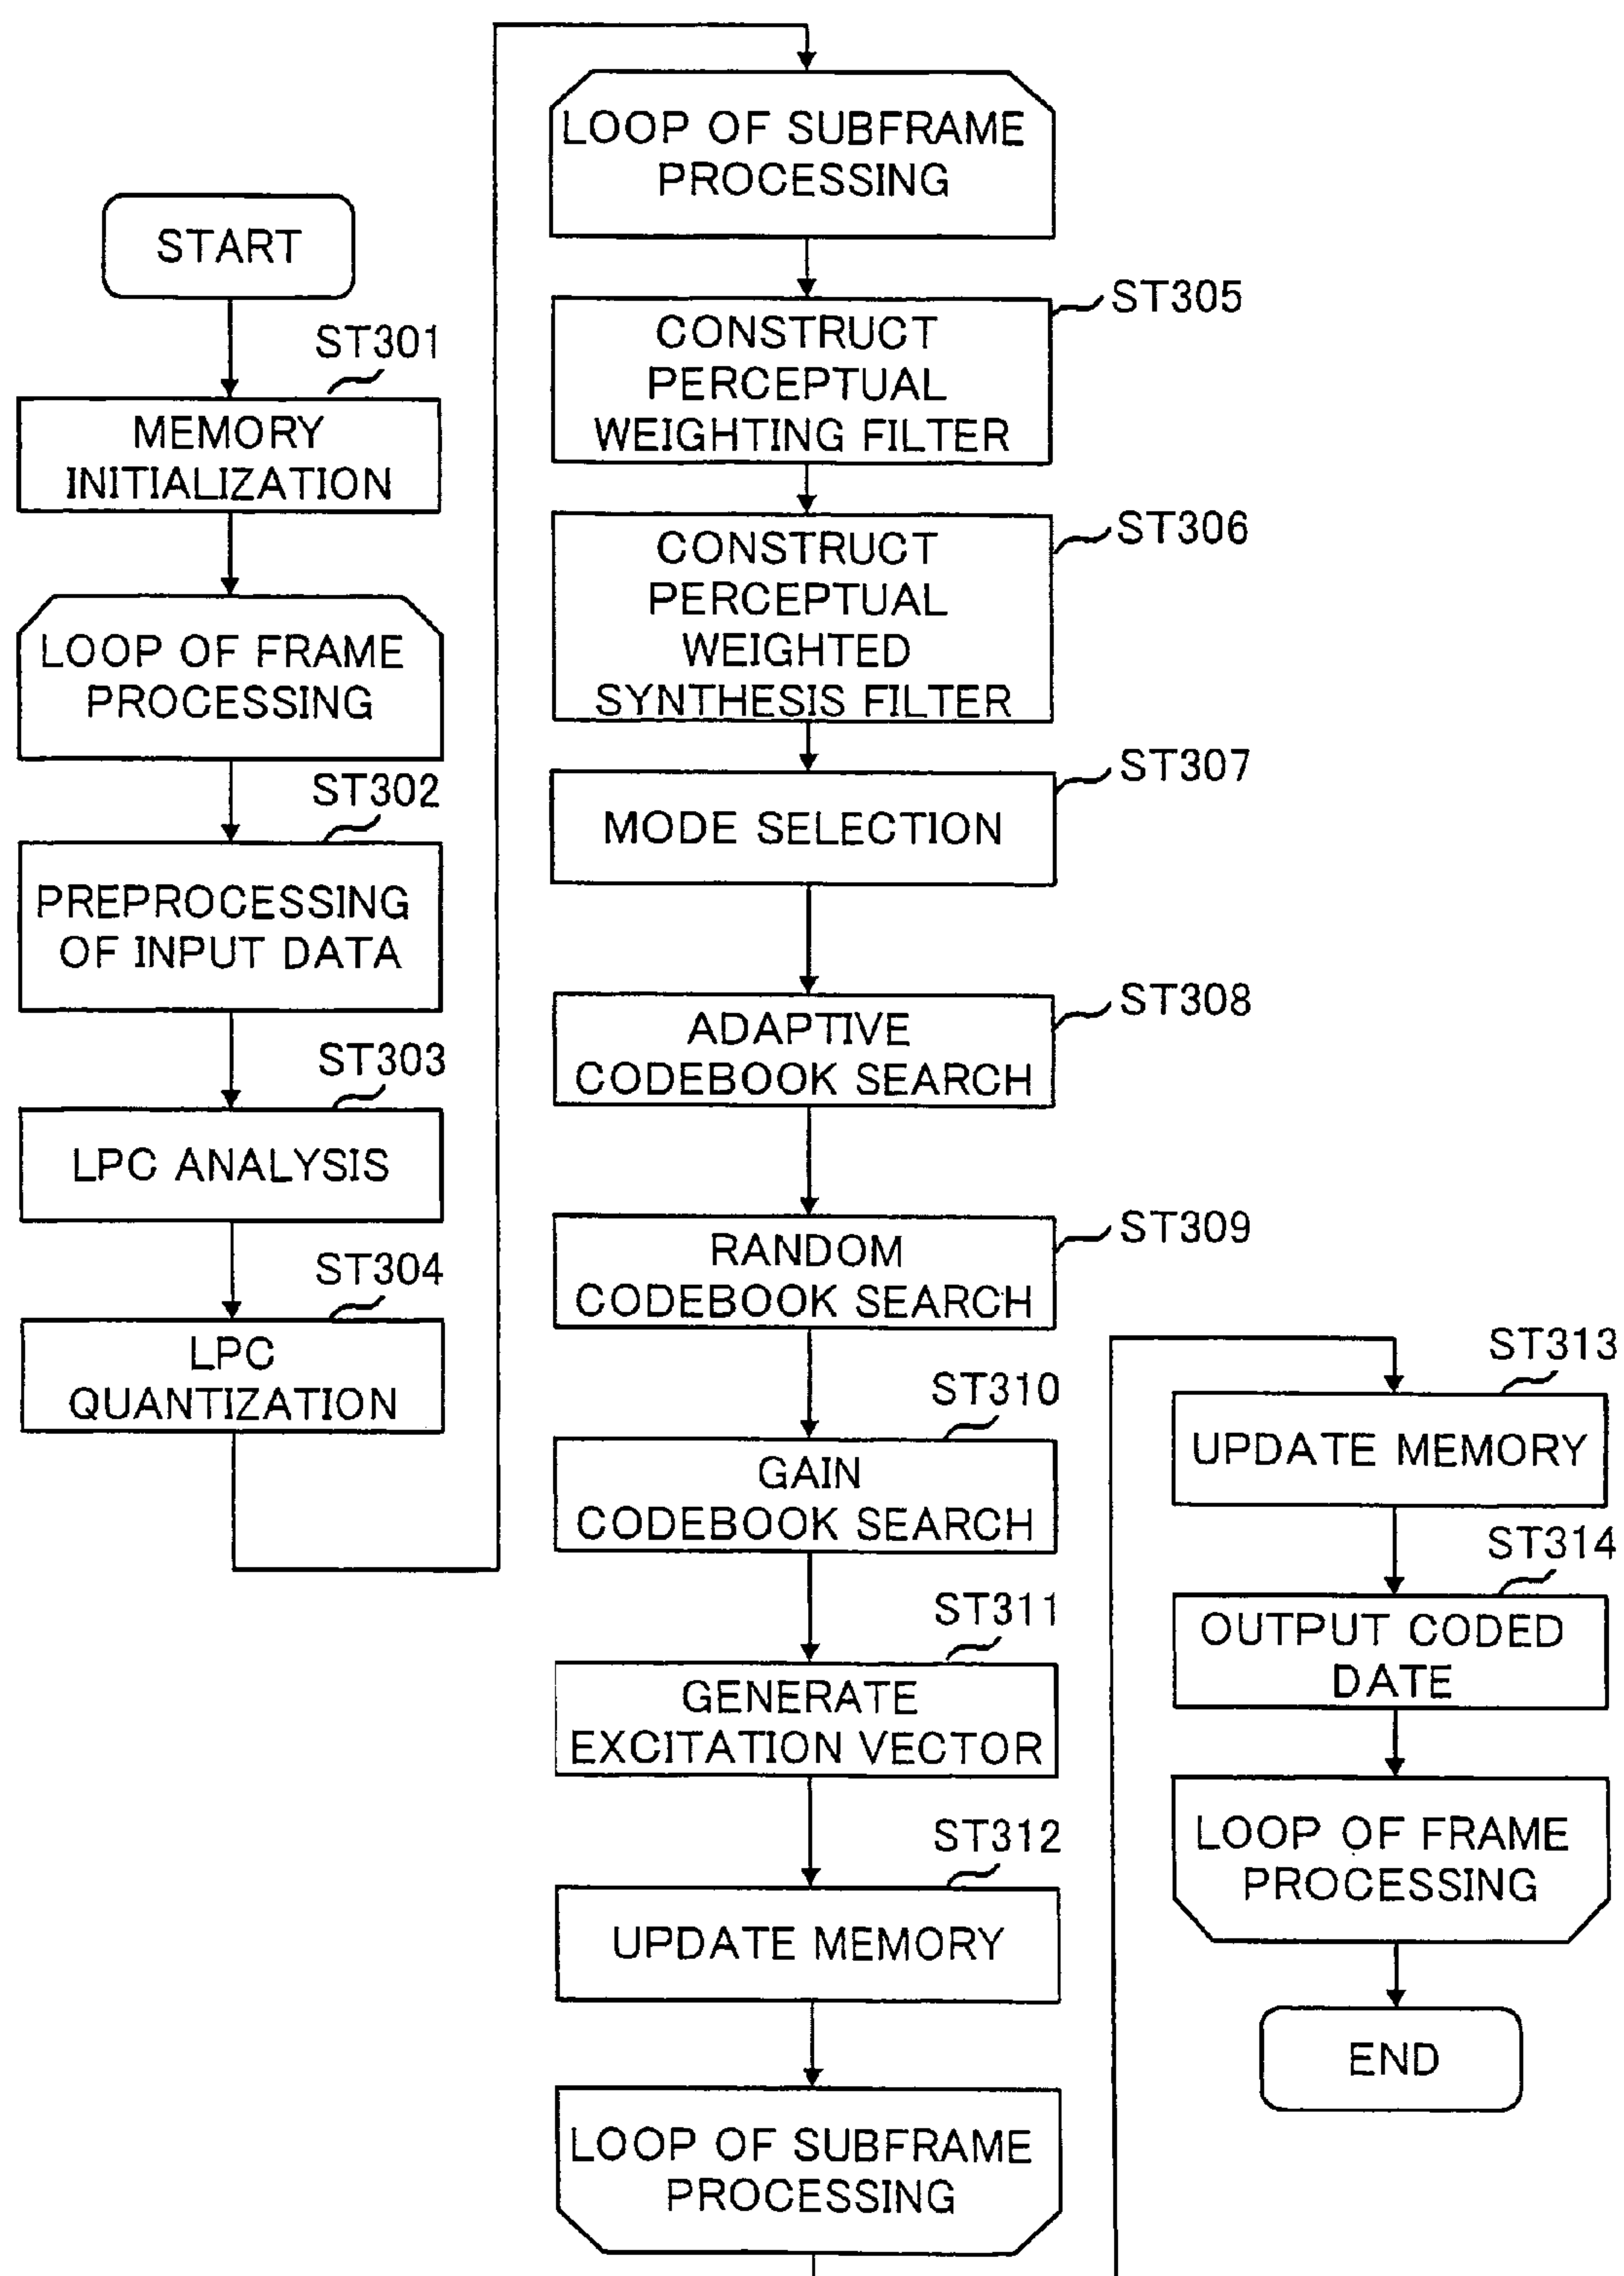 START
ST301
MEMORY
INITIALIZATION
LOOP OF FRAME
PROCESSING
ST302
PREPROCESSING
OF INPUT DATA
ST303
LPC ANALYSIS
ST304
LPC
QUANTIZATION
LOOP OF SUBFRAME
PROCESSING
ST305
CONSTRUCT
PERCEPTUAL
WEIGHTING FILTER
ST306
CONSTRUCT
PERCEPTUAL
WEIGHTED
SYNTHESIS FILTER
ST307
MODE SELECTION
ST308
ADAPTIVE
CODEBOOK SEARCH
ST309
RANDOM
CODEBOOK SEARCH
ST310
GAIN
CODEBOOK SEARCH
ST311
GENERATE
EXCITATION VECTOR
ST312
UPDATE MEMORY
LOOP OF SUBFRAME
PROCESSING
ST313
UPDATE MEMORY
ST314
OUTPUT CODED
DATE
LOOP OF FRAME
PROCESSING
END